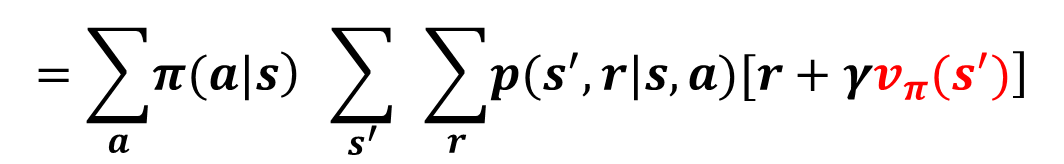 = ∑ₐ π(a|s) ∑ₛ′ ∑ᵣ p(s′, r|s, a)[r + γv_π(s′)]